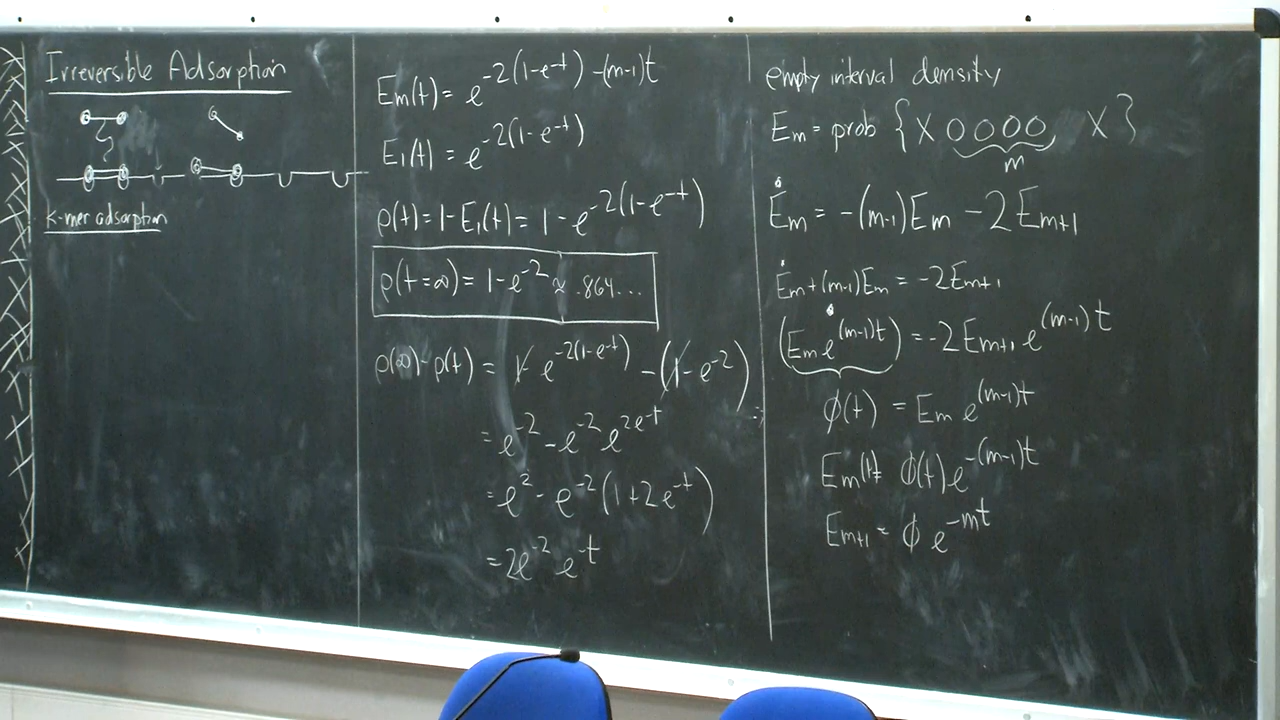 Irreversible Adsorption
k-mer adsorption
Em(t) = e^{-2(1-e^{-t}) -(m-1)t}
E1(t) = e^{-2(1-e^{-t})}
ρ(t) = 1 - E1(t) = 1 - e^{-2(1-e^{-t})}
ρ(t=∞) = 1 - e^{-2} ≈ .864...
ρ(∞) - ρ(t) = 1 - e^{-2(1-e^{-t})} - (1 - e^{-2})
= e^{-2} - e^{-2} e^{2e^{-t}}
= e^{2} - e^{-2}(1 + 2e^{-t})
= 2e^{-2} e^{-t}
empty interval density
Em = prob { X O O O O X }
m
Ėm = -(m-1)Em - 2Em+1
Ėm + (m-1)Em = -2Em+1
(Em e^{(m-1)t}) = -2Em+1 e^{(m-1)t}
ϕ(t) = Em e^{(m-1)t}
Em(t) = ϕ(t) e^{-(m-1)t}
Em+1 = ϕ e^{-mt}